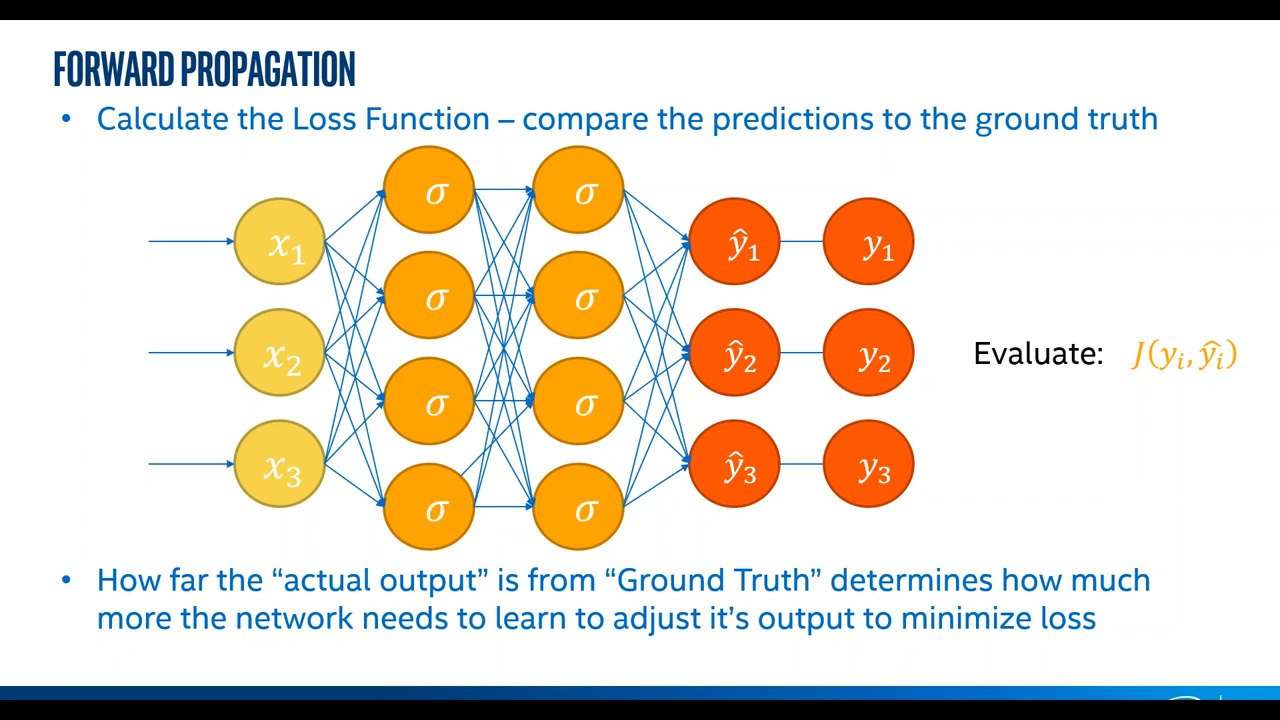 FORWARD PROPAGATION
• Calculate the Loss Function – compare the predictions to the ground truth
σ σ
x₁ ŷ₁ y₁
σ σ
x₂ ŷ₂ y₂ Evaluate: J(yᵢ, ŷᵢ)
σ σ
x₃ ŷ₃ y₃
σ σ
• How far the “actual output” is from “Ground Truth” determines how much
more the network needs to learn to adjust it’s output to minimize loss